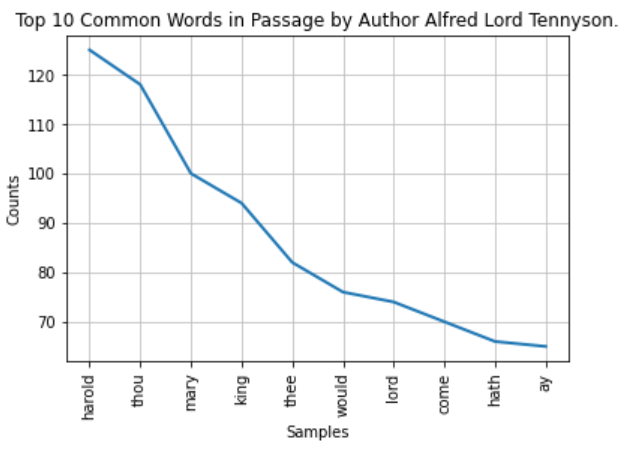 Top 10 Common Words in Passage by Author Alfred Lord Tennyson.
120
110
100
90
80
70
Counts
harold
thou
mary
king
thee
would
lord
come
hath
ay
Samples